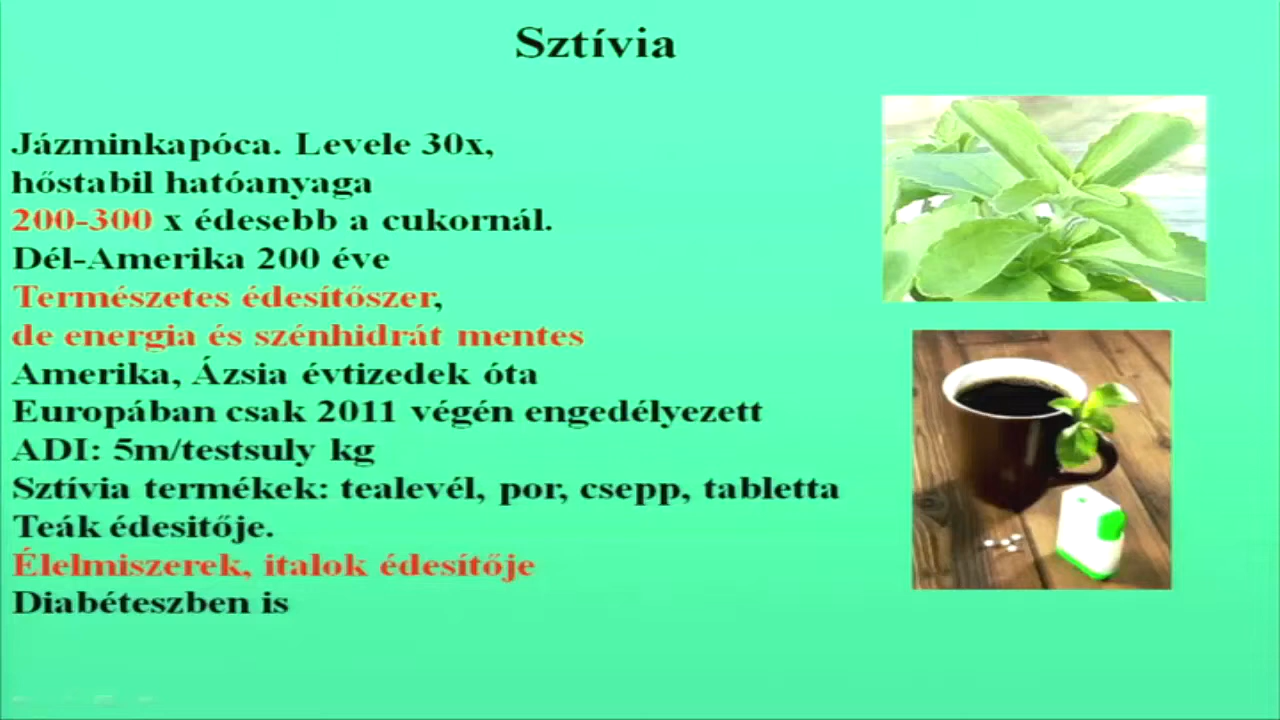 Sztívia
Jázminkapóca. Levele 30x,
hőstabil hatóanyaga
200-300 x édesebb a cukornál.
Dél-Amerika 200 éve
Természetes édesítőszer,
de energia és szénhidrát mentes
Amerika, Ázsia évtizedek óta
Európában csak 2011 végén engedélyezett
ADI: 5m/testsuly kg
Sztívia termékek: tealevél, por, csepp, tabletta
Teák édesitője.
Élelmiszerek, italok édesítője
Diabéteszben is